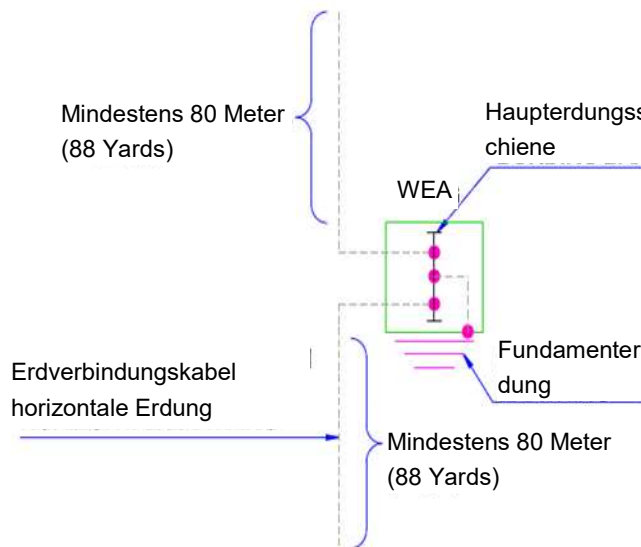 Mindestens 80 Meter
(88 Yards)
Haupterdungss
chiene
WEA
Erdverbindungskabel
horizontale Erdung
Fundamenter
dung
Mindestens 80 Meter
(88 Yards)